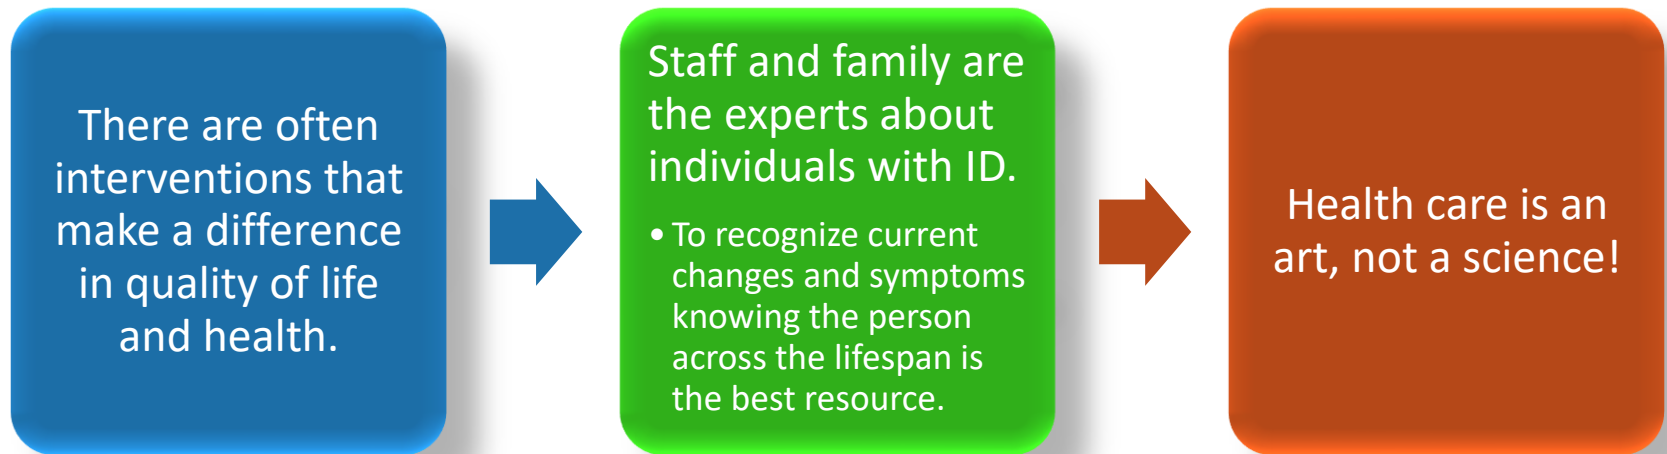 There are often
interventions that
make a difference
in quality of life
and health.
Staff and family are
the experts about
individuals with ID.
• To recognize current
changes and symptoms
knowing the person
across the lifespan is
the best resource.
Health care is an
art, not a science!